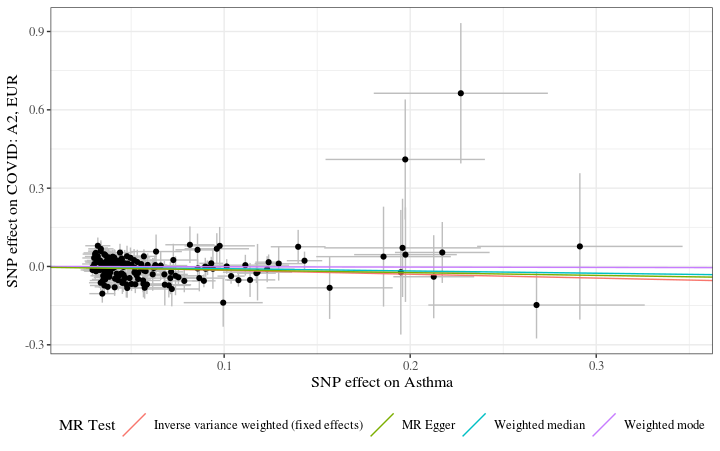 SNP effect on COVID: A2, EUR
0.9
0.6
0.3
0.0
-0.3
0.1
0.2
0.3
SNP effect on Asthma
MR Test
Inverse variance weighted (fixed effects)
MR Egger
Weighted median
Weighted mode